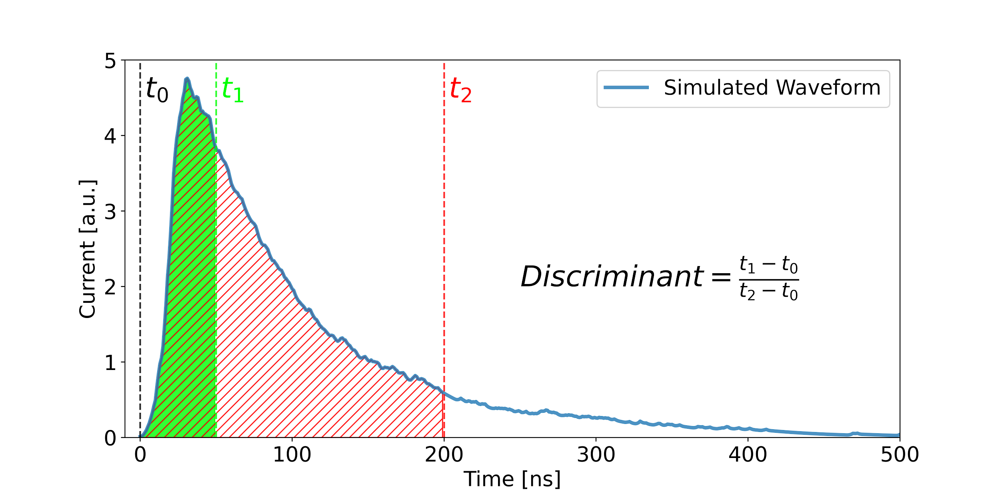 5
4
3
2
1
0
Current [a.u.]
t₀
t₁
t₂
Simulated Waveform
Discriminant = (t₁ − t₀) / (t₂ − t₀)
0 100 200 300 400 500
Time [ns]